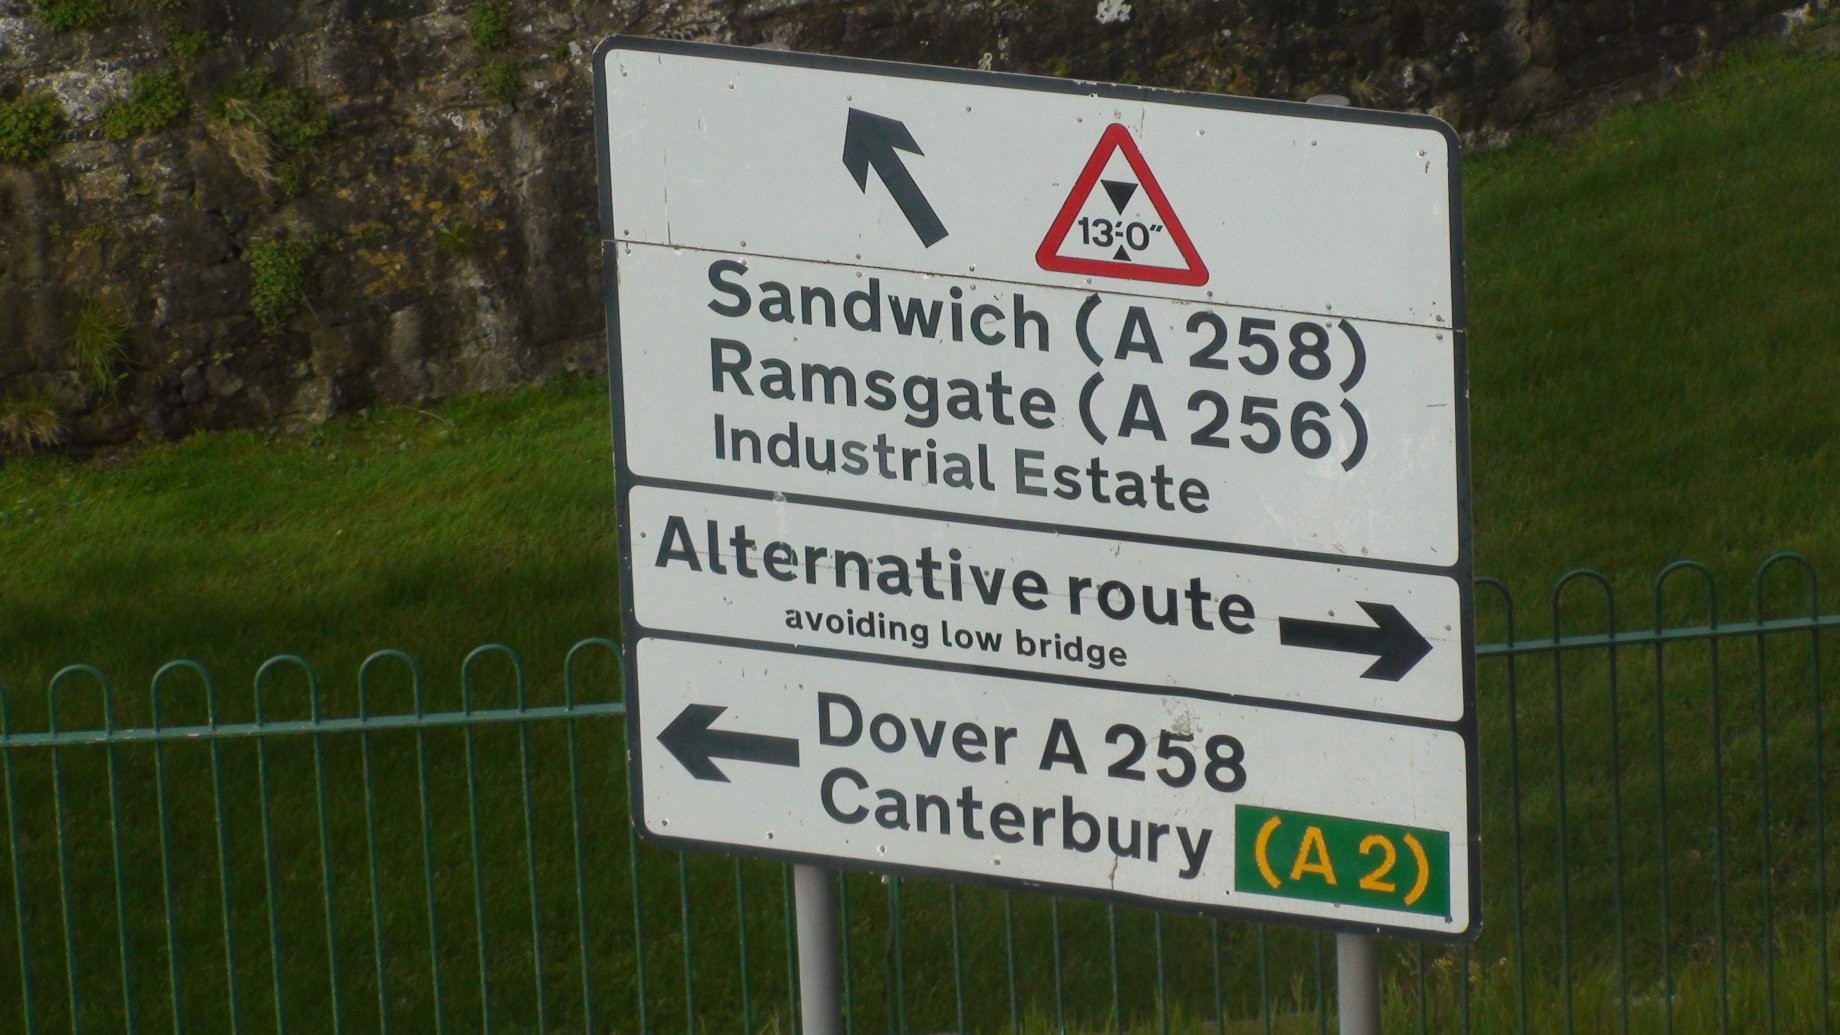 13'-0"
Sandwich (A 258)
Ramsgate (A 256)
Industrial Estate
Alternative route
avoiding low bridge
Dover A 258
Canterbury (A 2)